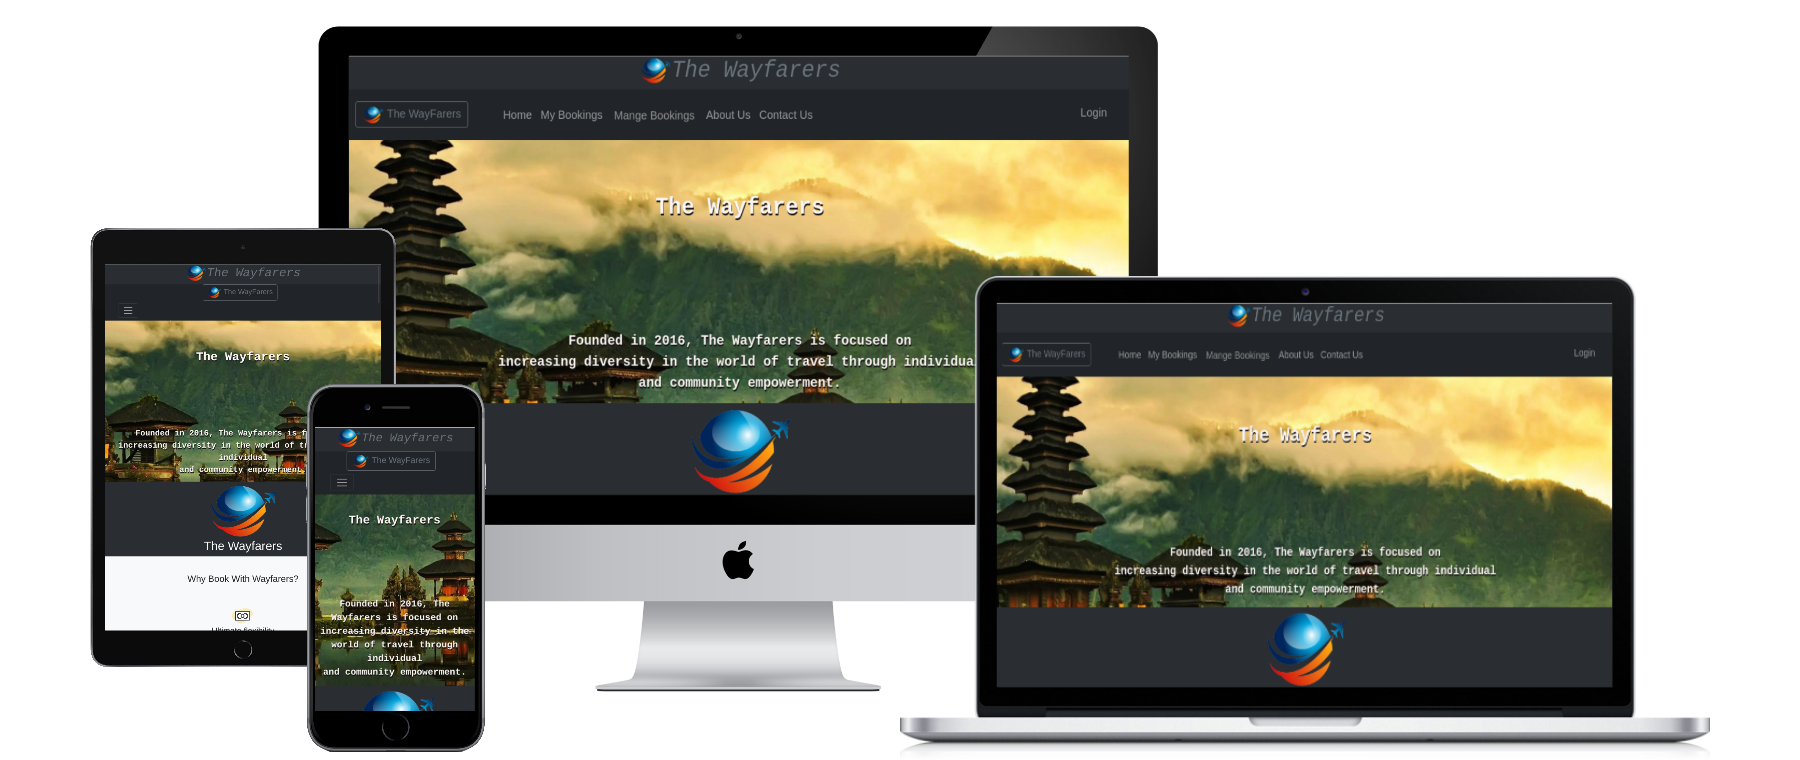 The Wayfarers
The WayFarers
Home My Bookings Mange Bookings About Us Contact Us
Login
The Wayfarers
Founded in 2016, The Wayfarers is focused on
increasing diversity in the world of travel through individua
and community empowerment.
The Wayfarers
The WayFarers
The Wayfarers
Founded in 2016, The Wayfarers is f
increasing diversity in the world of tr
individual
and community empowerment.
The Wayfarers
Why Book With Wayfarers?
Ultimate flexibility
The Wayfarers
The WayFarers
The Wayfarers
Founded in 2016, The
Wayfarers is focused on
increasing diversity in the
world of travel through
individual
and community empowerment.
The Wayfarers
The WayFarers
Home My Bookings Mange Bookings About Us Contact Us
Login
The Wayfarers
Founded in 2016, The Wayfarers is focused on
increasing diversity in the world of travel through individual
and community empowerment.